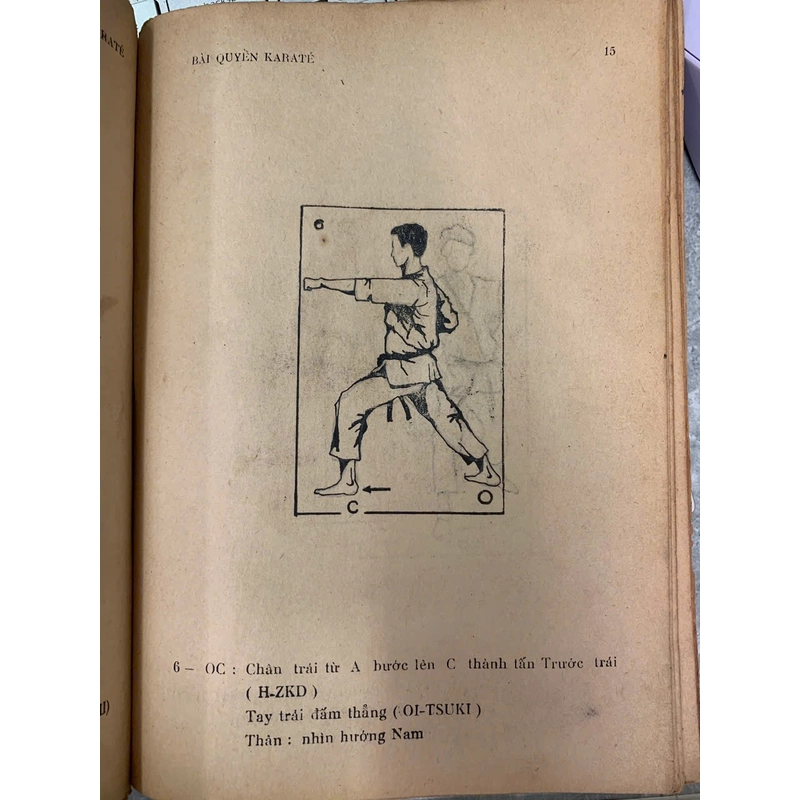 BÀI QUYỀN KARATÉ 15
6
C
O
6 — OC : Chân trái từ A bước lên C thành tấn Trước trái
( H-ZKD )
Tay trái đấm thẳng ( OI-TSUKI )
Thân : nhìn hướng Nam